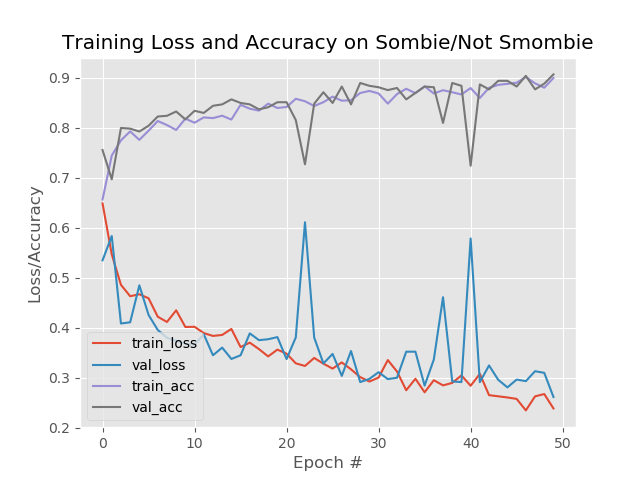 Training Loss and Accuracy on Sombie/Not Smombie
0.9
0.8
0.7
0.6
0.5
0.4
0.3
0.2
Loss/Accuracy
train_loss
val_loss
train_acc
val_acc
0 10 20 30 40 50
Epoch #